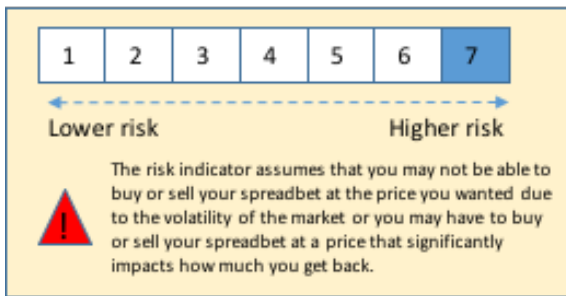 1 2 3 4 5 6 7
Lower risk Higher risk
The risk indicator assumes that you may not be able to
buy or sell your spreadbet at the price you wanted due
to the volatility of the market or you may have to buy
or sell your spreadbet at a price that significantly
impacts how much you get back.
!